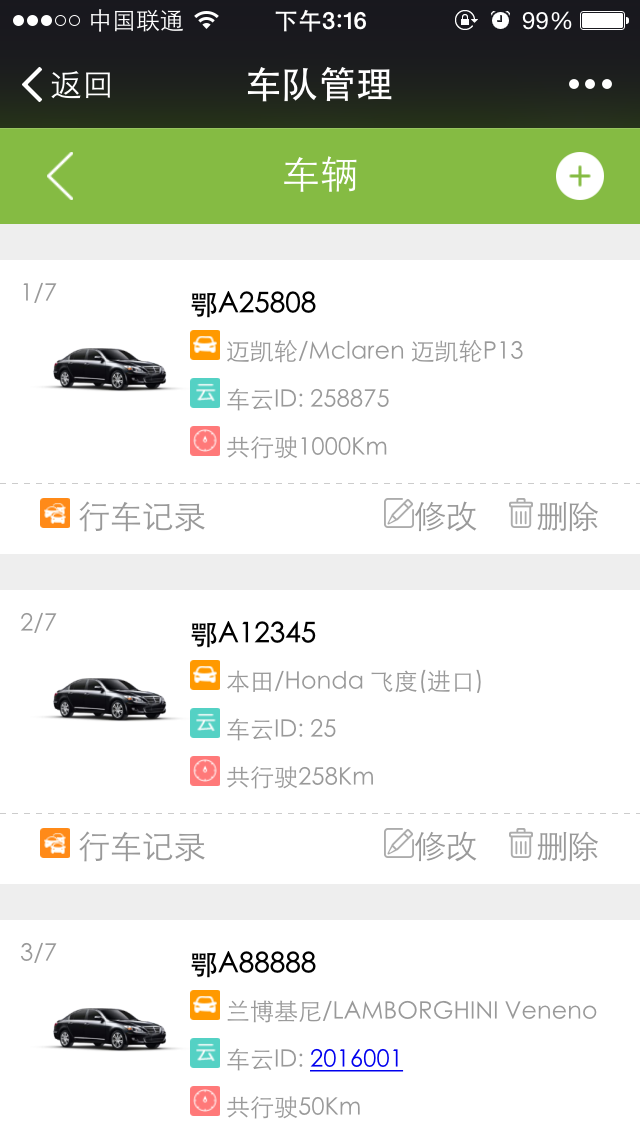 中国联通 下午3:16 99%
返回 车队管理
车辆
1/7
鄂A25808
迈凯轮/Mclaren 迈凯轮P13
云 车云ID: 258875
共行驶1000Km
行车记录 修改 删除
2/7
鄂A12345
本田/Honda 飞度(进口)
云 车云ID: 25
共行驶258Km
行车记录 修改 删除
3/7
鄂A88888
兰博基尼/LAMBORGHINI Veneno
云 车云ID: 2016001
共行驶50Km